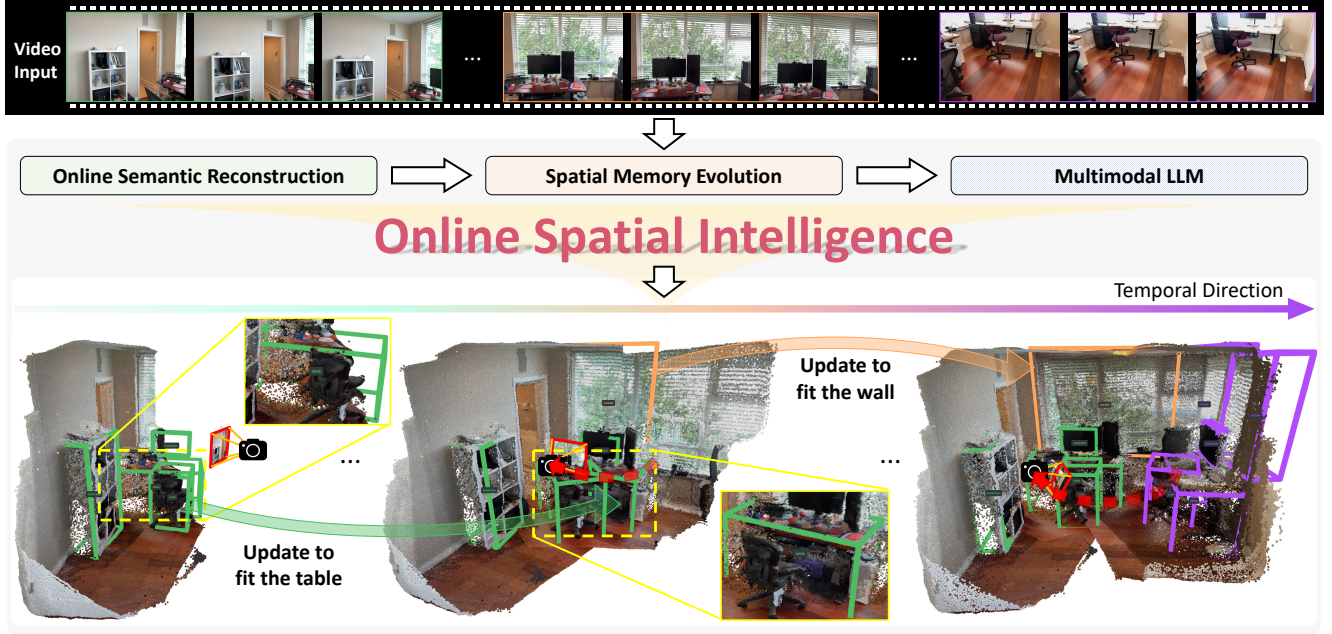 Video
Input
...
...
Online Semantic Reconstruction
Spatial Memory Evolution
Multimodal LLM
Online Spatial Intelligence
Temporal Direction
Update to
fit the wall
...
...
Update to
fit the table